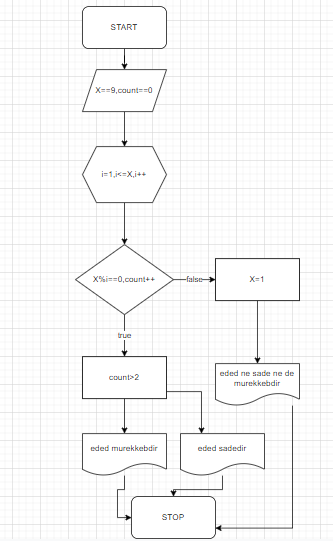 START
X==9,count==0
i=1,i<=X,i++
X%i==0,count++
false
X=1
true
eded ne sade ne de
murekkebdir
count>2
eded murekkebdir
eded sadedir
STOP